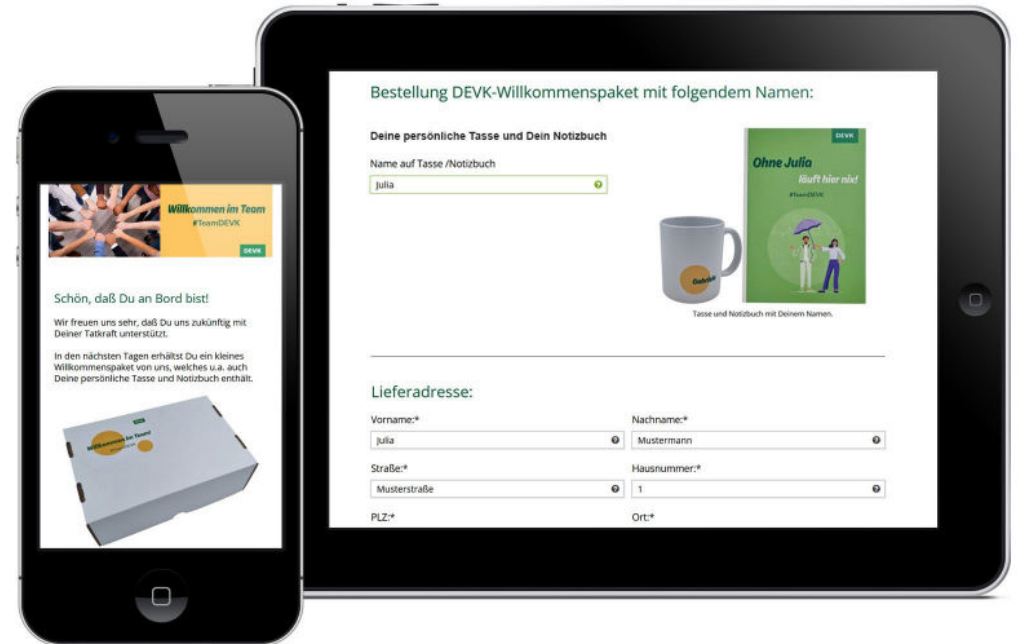 Willkommen im Team
#TeamDEVK
DEVK
Schön, daß Du an Bord bist!
Wir freuen uns sehr, daß Du uns zukünftig mit
Deiner Tatkraft unterstützt.
In den nächsten Tagen erhältst Du ein kleines
Willkommenspaket von uns, welches u.a. auch
Deine persönliche Tasse und Notizbuch enthält.
DEVK
Willkommen im Team!
Bestellung DEVK-Willkommenspaket mit folgendem Namen:
Deine persönliche Tasse und Dein Notizbuch
Name auf Tasse /Notizbuch
Julia
DEVK
Ohne Julia
läuft hier nix!
#TeamDEVK
Tasse und Notizbuch mit Deinem Namen.
Lieferadresse:
Vorname:* Nachname:*
Julia Mustermann
Straße:* Hausnummer:*
Musterstraße 1
PLZ:* Ort:*